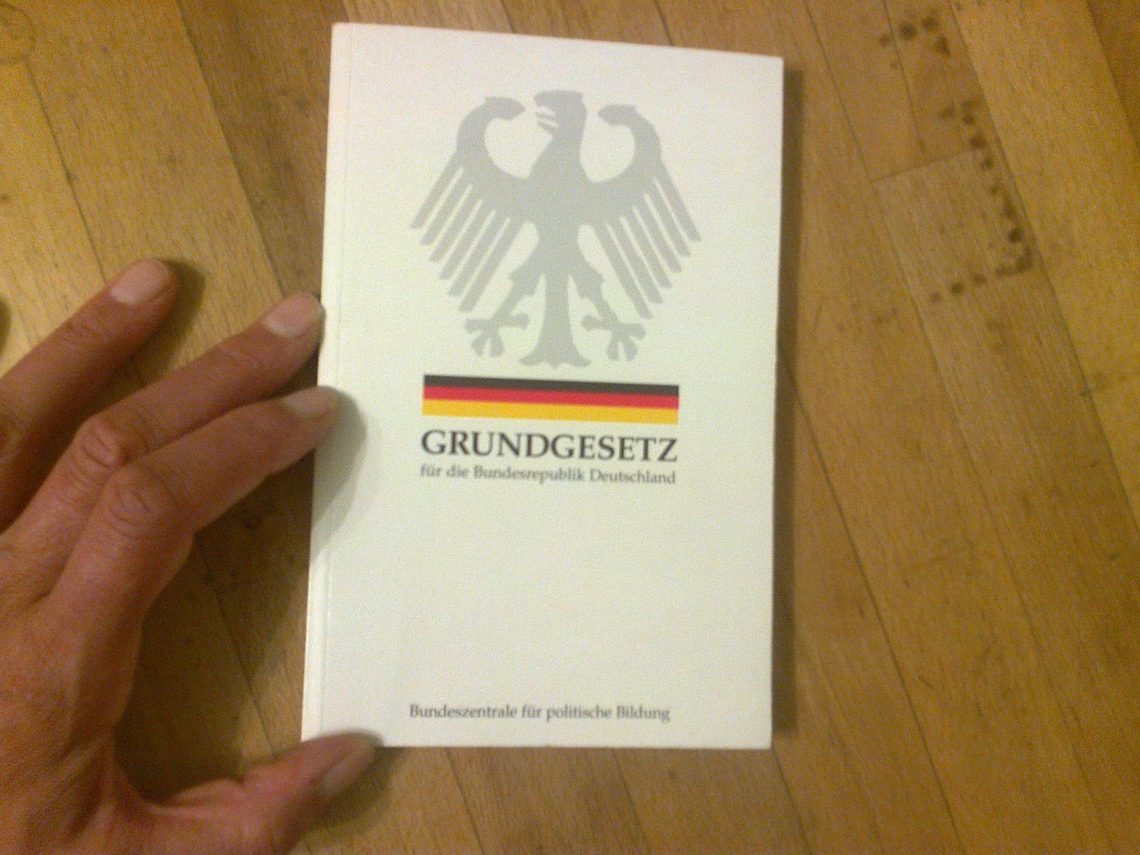 GRUNDGESETZ
für die Bundesrepublik Deutschland
Bundeszentrale für politische Bildung